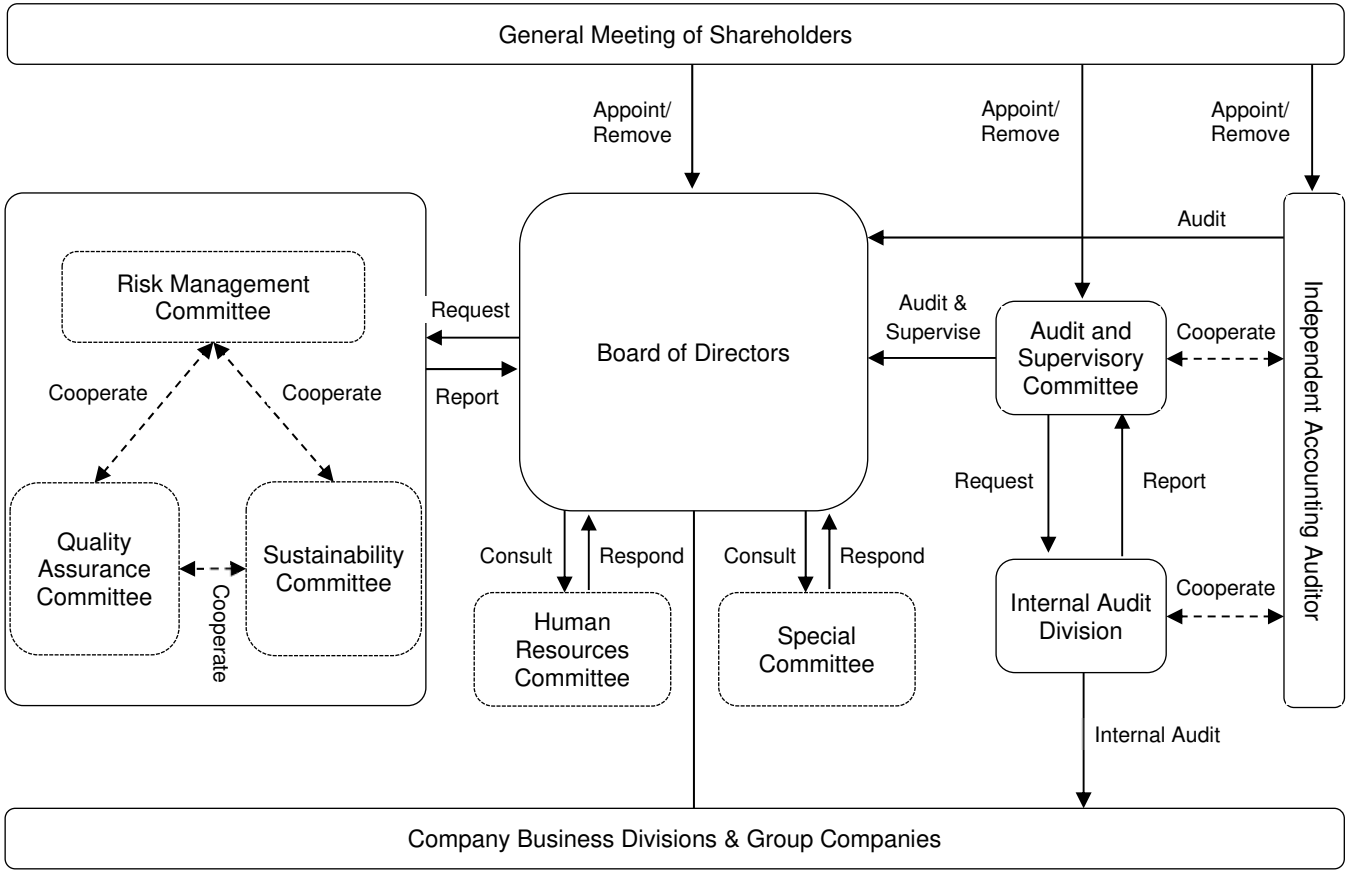 General Meeting of Shareholders
Appoint/
Remove
Appoint/
Remove
Appoint/
Remove
Risk Management
Committee
Cooperate
Cooperate
Quality
Assurance
Committee
Sustainability
Committee
Cooperate
Request
Report
Board of Directors
Audit
Audit &
Supervise
Audit and
Supervisory
Committee
Cooperate
Independent Accounting Auditor
Request
Report
Consult
Respond
Consult
Respond
Human
Resources
Committee
Special
Committee
Internal Audit
Division
Cooperate
Internal Audit
Company Business Divisions & Group Companies